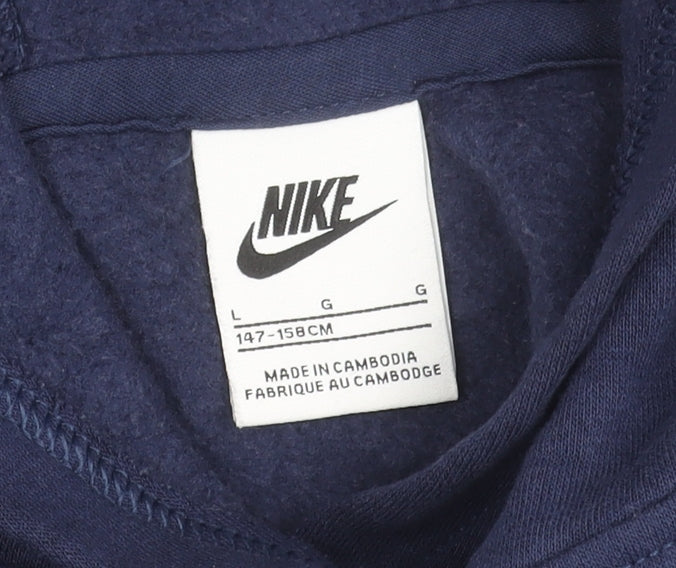 NIKE
L G G
147-158CM
MADE IN CAMBODIA
FABRIQUE AU CAMBODGE